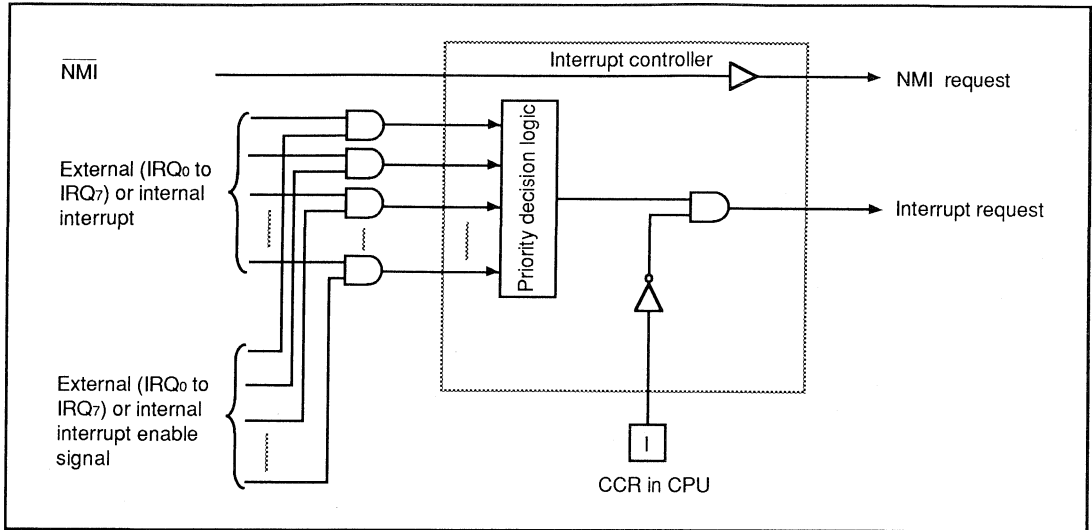 NMI
Interrupt controller
NMI request
External (IRQ0 to
IRQ7) or internal
interrupt
Priority decision logic
Interrupt request
External (IRQ0 to
IRQ7) or internal
interrupt enable
signal
I
CCR in CPU